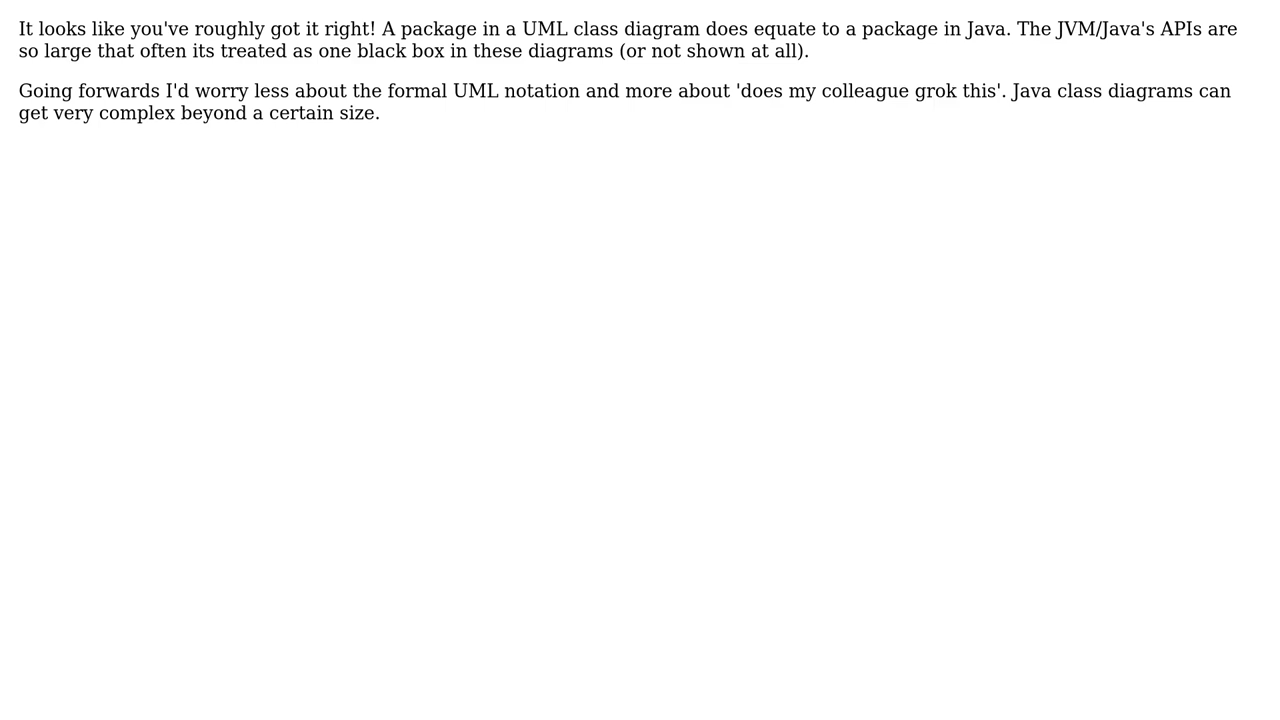 It looks like you've roughly got it right! A package in a UML class diagram does equate to a package in Java. The JVM/Java's APIs are
so large that often its treated as one black box in these diagrams (or not shown at all).
Going forwards I'd worry less about the formal UML notation and more about 'does my colleague grok this'. Java class diagrams can
get very complex beyond a certain size.